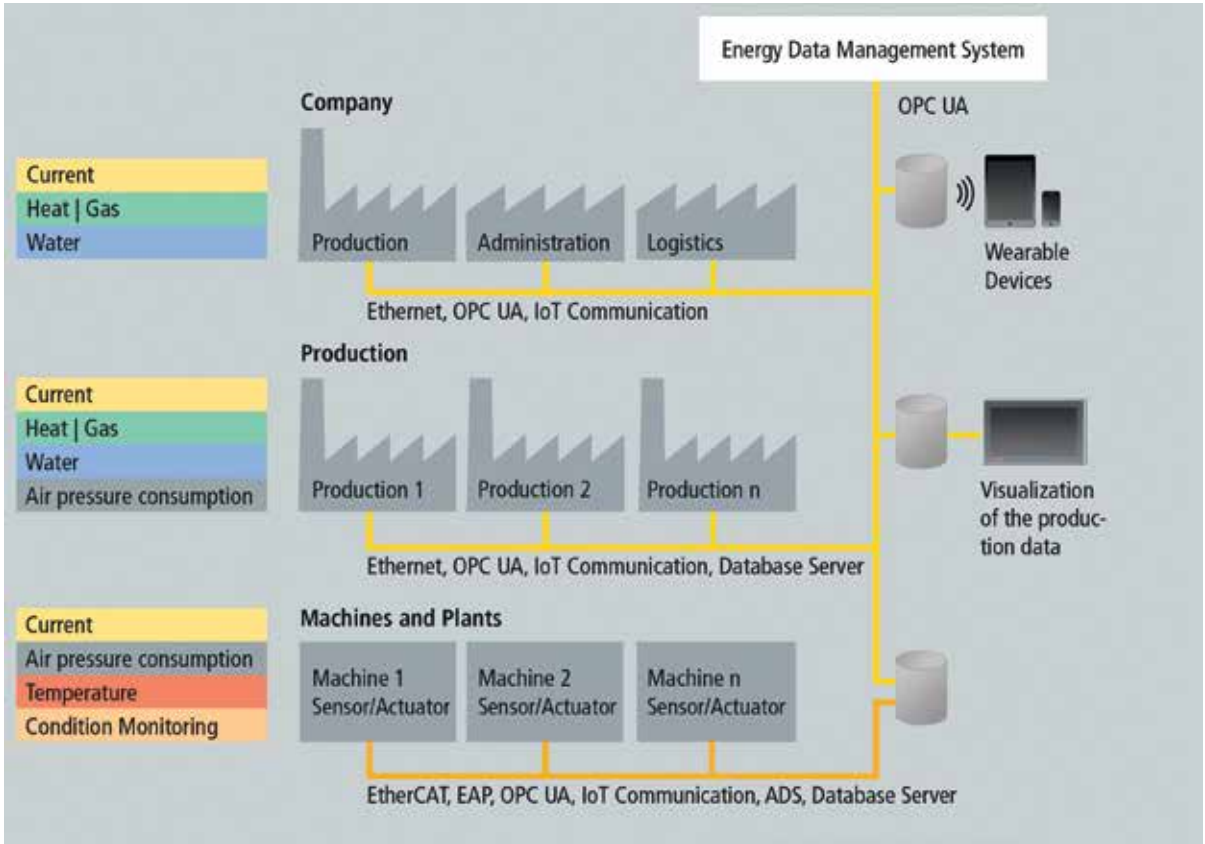 Energy Data Management System
OPC UA
Company
Current
Heat | Gas
Water
Production
Administration
Logistics
Wearable
Devices
Ethernet, OPC UA, IoT Communication
Production
Current
Heat | Gas
Water
Air pressure consumption
Production 1
Production 2
Production n
Visualization
of the produc-
tion data
Ethernet, OPC UA, IoT Communication, Database Server
Machines and Plants
Current
Air pressure consumption
Temperature
Condition Monitoring
Machine 1
Sensor/Actuator
Machine 2
Sensor/Actuator
Machine n
Sensor/Actuator
EtherCAT, EAP, OPC UA, IoT Communication, ADS, Database Server